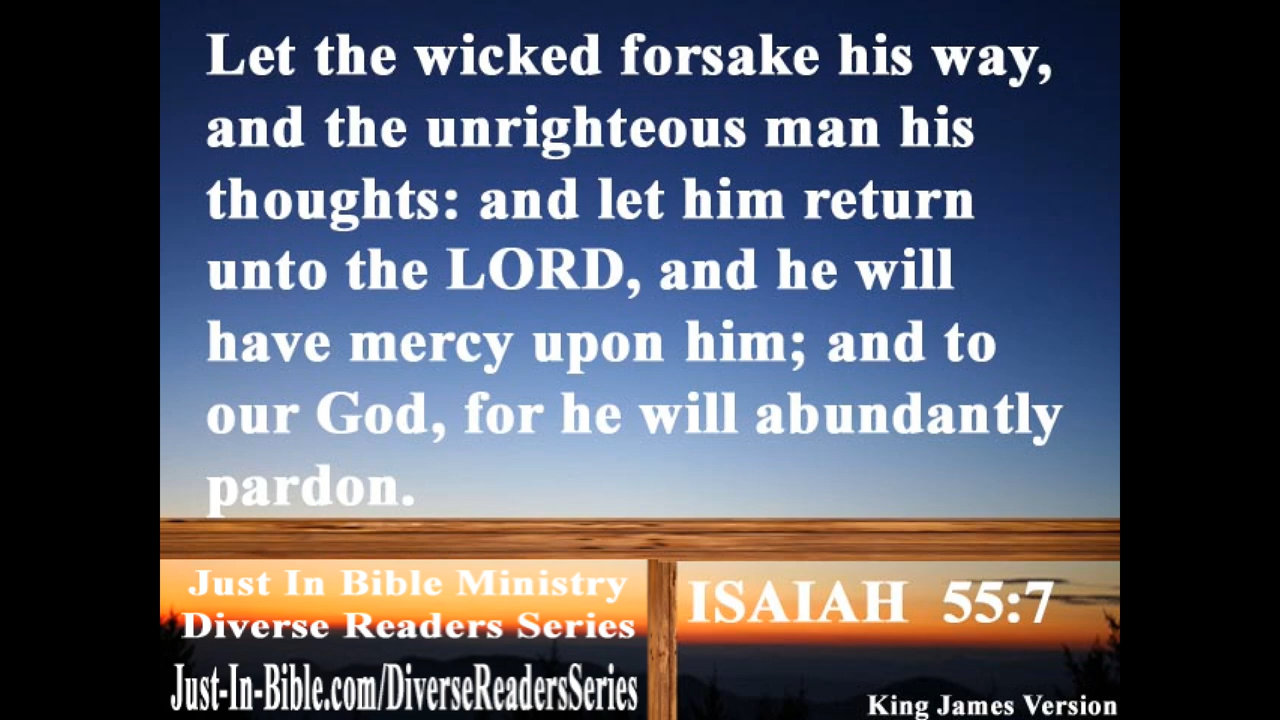 Let the wicked forsake his way,
and the unrighteous man his
thoughts: and let him return
unto the LORD, and he will
have mercy upon him; and to
our God, for he will abundantly
pardon.
Just In Bible Ministry
Diverse Readers Series
Just-In-Bible.com/DiverseReadersSeries
ISAIAH 55:7
King James Version